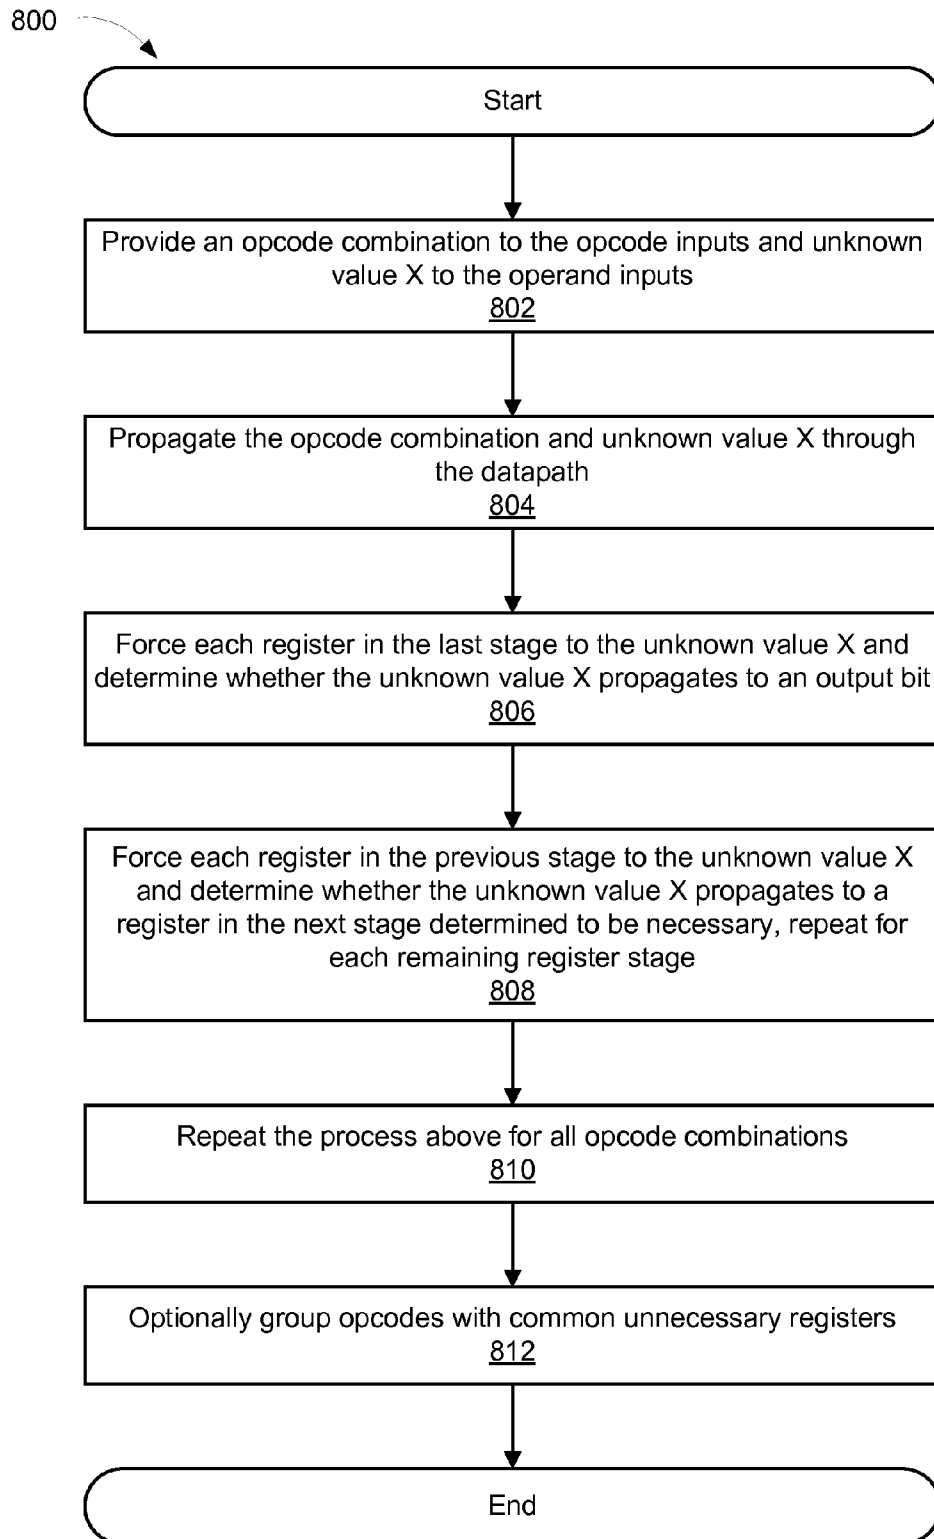 800
Start
Provide an opcode combination to the opcode inputs and unknown
value X to the operand inputs
802
Propagate the opcode combination and unknown value X through
the datapath
804
Force each register in the last stage to the unknown value X and
determine whether the unknown value X propagates to an output bit
806
Force each register in the previous stage to the unknown value X
and determine whether the unknown value X propagates to a
register in the next stage determined to be necessary, repeat for
each remaining register stage
808
Repeat the process above for all opcode combinations
810
Optionally group opcodes with common unnecessary registers
812
End